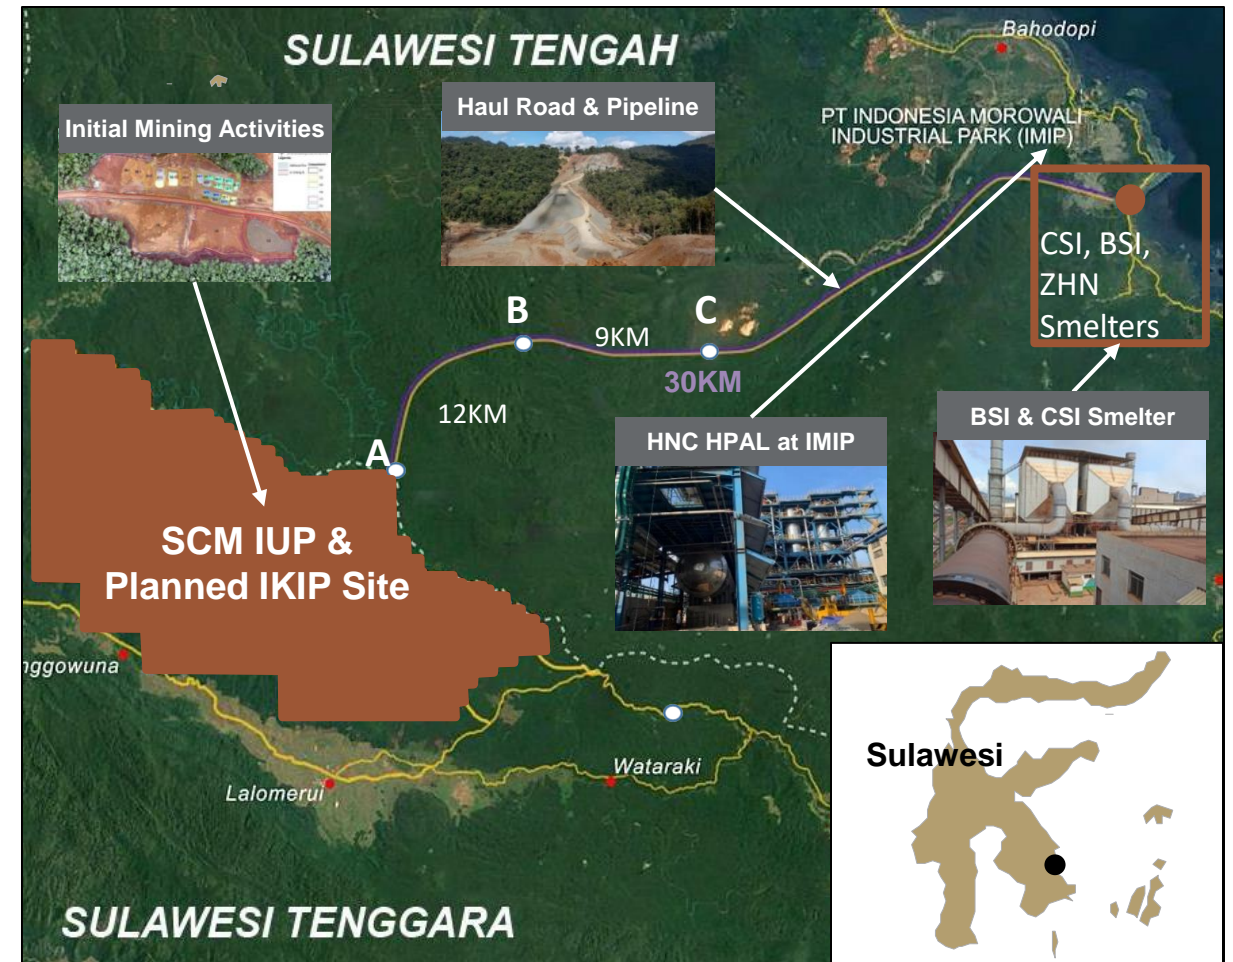 SULAWESI TENGAH
Bahodopi
Haul Road & Pipeline
Initial Mining Activities
PT INDONESIA MOROWALI
INDUSTRIAL PARK (IMIP)
CSI, BSI,
ZHN
Smelters
B
C
9KM
30KM
12KM
A
BSI & CSI Smelter
HNC HPAL at IMIP
SCM IUP &
Planned IKIP Site
nggowuna
Wataraki
Lalomerui
Sulawesi
SULAWESI TENGGARA